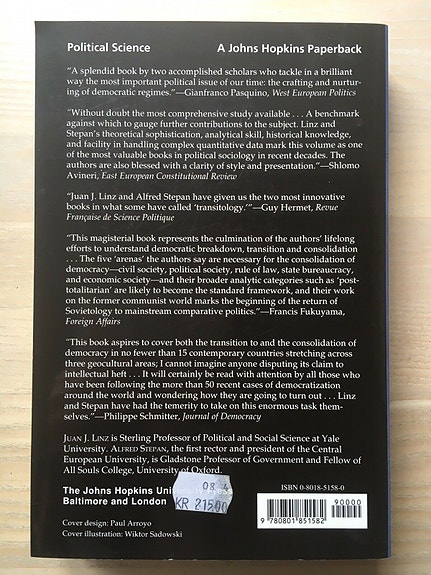 Political Science A Johns Hopkins Paperback
“A splendid book by two accomplished scholars who tackle in a brilliant
way the most important political issue of our time: the crafting and nurtur-
ing of democratic regimes.”—Gianfranco Pasquino, West European Politics
“Without doubt the most comprehensive study available . . . A benchmark
against which to gauge further contributions to the subject. Linz and
Stepan’s theoretical sophistication, analytical skill, historical knowledge,
and facility in handling complex quantitative data mark this volume as one
of the most valuable books in political sociology in recent decades. The
authors are also blessed with a clarity of style and presentation.”—Shlomo
Avineri, East European Constitutional Review
“Juan J. Linz and Alfred Stepan have given us the two most innovative
books in what some have called ‘transitology.’”—Guy Hermet, Revue
Française de Science Politique
“This magisterial book represents the culmination of the authors’ lifelong
efforts to understand democratic breakdown, transition and consolidation
. . . The five ‘arenas’ the authors say are necessary for the consolidation of
democracy—civil society, political society, rule of law, state bureaucracy,
and economic society—and their broader analytic categories such as ‘post-
totalitarian’ are likely to become the standard framework, and their work
on the former communist world marks the beginning of the return of
Sovietology to mainstream comparative politics.”—Francis Fukuyama,
Foreign Affairs
“This book aspires to cover both the transition to and the consolidation of
democracy in no fewer than 15 contemporary countries stretching across
three geocultural areas; I cannot imagine anyone disputing its claim to
intellectual heft . . . It will certainly be read with attention by all those who
have been following the more than 50 recent cases of democratization
around the world and wondering how they are going to turn out . . . Linz
and Stepan have had the temerity to take on this enormous task them-
selves.”—Philippe Schmitter, Journal of Democracy
JUAN J. LINZ is Sterling Professor of Political and Social Science at Yale
University. ALFRED STEPAN, the first rector and president of the Central
European University, is Gladstone Professor of Government and Fellow of
All Souls College, University of Oxford.
The Johns Hopkins
Baltimore and London
08 4
KR 215.00
ISBN 0-8018-5158-0
90000
9 780801 851582
Cover design: Paul Arroyo
Cover illustration: Wiktor Sadowski